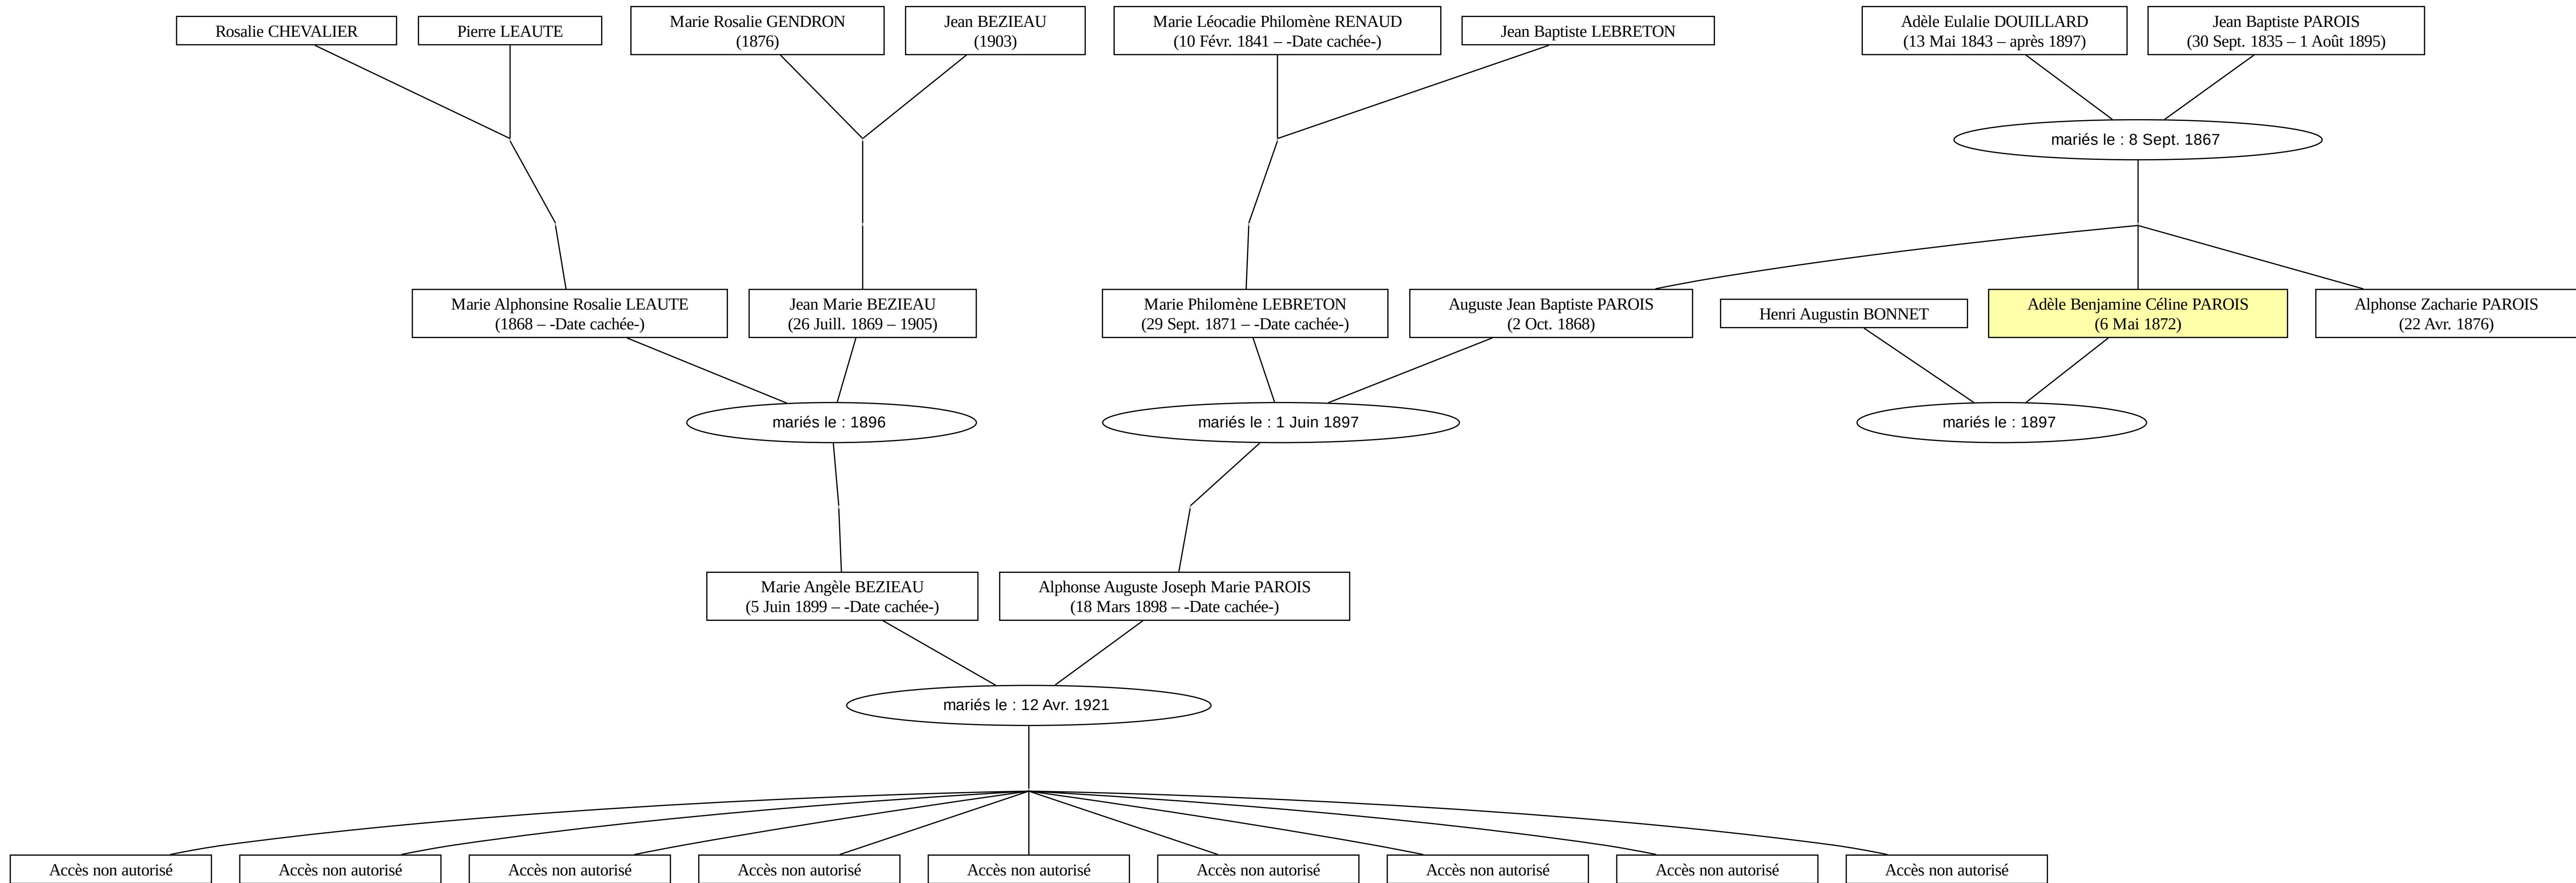 Rosalie CHEVALIER
Pierre LEAUTE
Marie Rosalie GENDRON
(1876)
Jean BEZIEAU
(1903)
Marie Léocadie Philomène RENAUD
(10 Févr. 1841 – -Date cachée-)
Jean Baptiste LEBRETON
Adèle Eulalie DOUILLARD
(13 Mai 1843 – après 1897)
Jean Baptiste PAROIS
(30 Sept. 1835 – 1 Août 1895)
mariés le : 8 Sept. 1867
Marie Alphonsine Rosalie LEAUTE
(1868 – -Date cachée-)
Jean Marie BEZIEAU
(26 Juill. 1869 – 1905)
Marie Philomène LEBRETON
(29 Sept. 1871 – -Date cachée-)
Auguste Jean Baptiste PAROIS
(2 Oct. 1868)
Henri Augustin BONNET
Adèle Benjamine Céline PAROIS
(6 Mai 1872)
Alphonse Zacharie PAROIS
(22 Avr. 1876)
mariés le : 1896
mariés le : 1 Juin 1897
mariés le : 1897
Marie Angèle BEZIEAU
(5 Juin 1899 – -Date cachée-)
Alphonse Auguste Joseph Marie PAROIS
(18 Mars 1898 – -Date cachée-)
mariés le : 12 Avr. 1921
Accès non autorisé
Accès non autorisé
Accès non autorisé
Accès non autorisé
Accès non autorisé
Accès non autorisé
Accès non autorisé
Accès non autorisé
Accès non autorisé